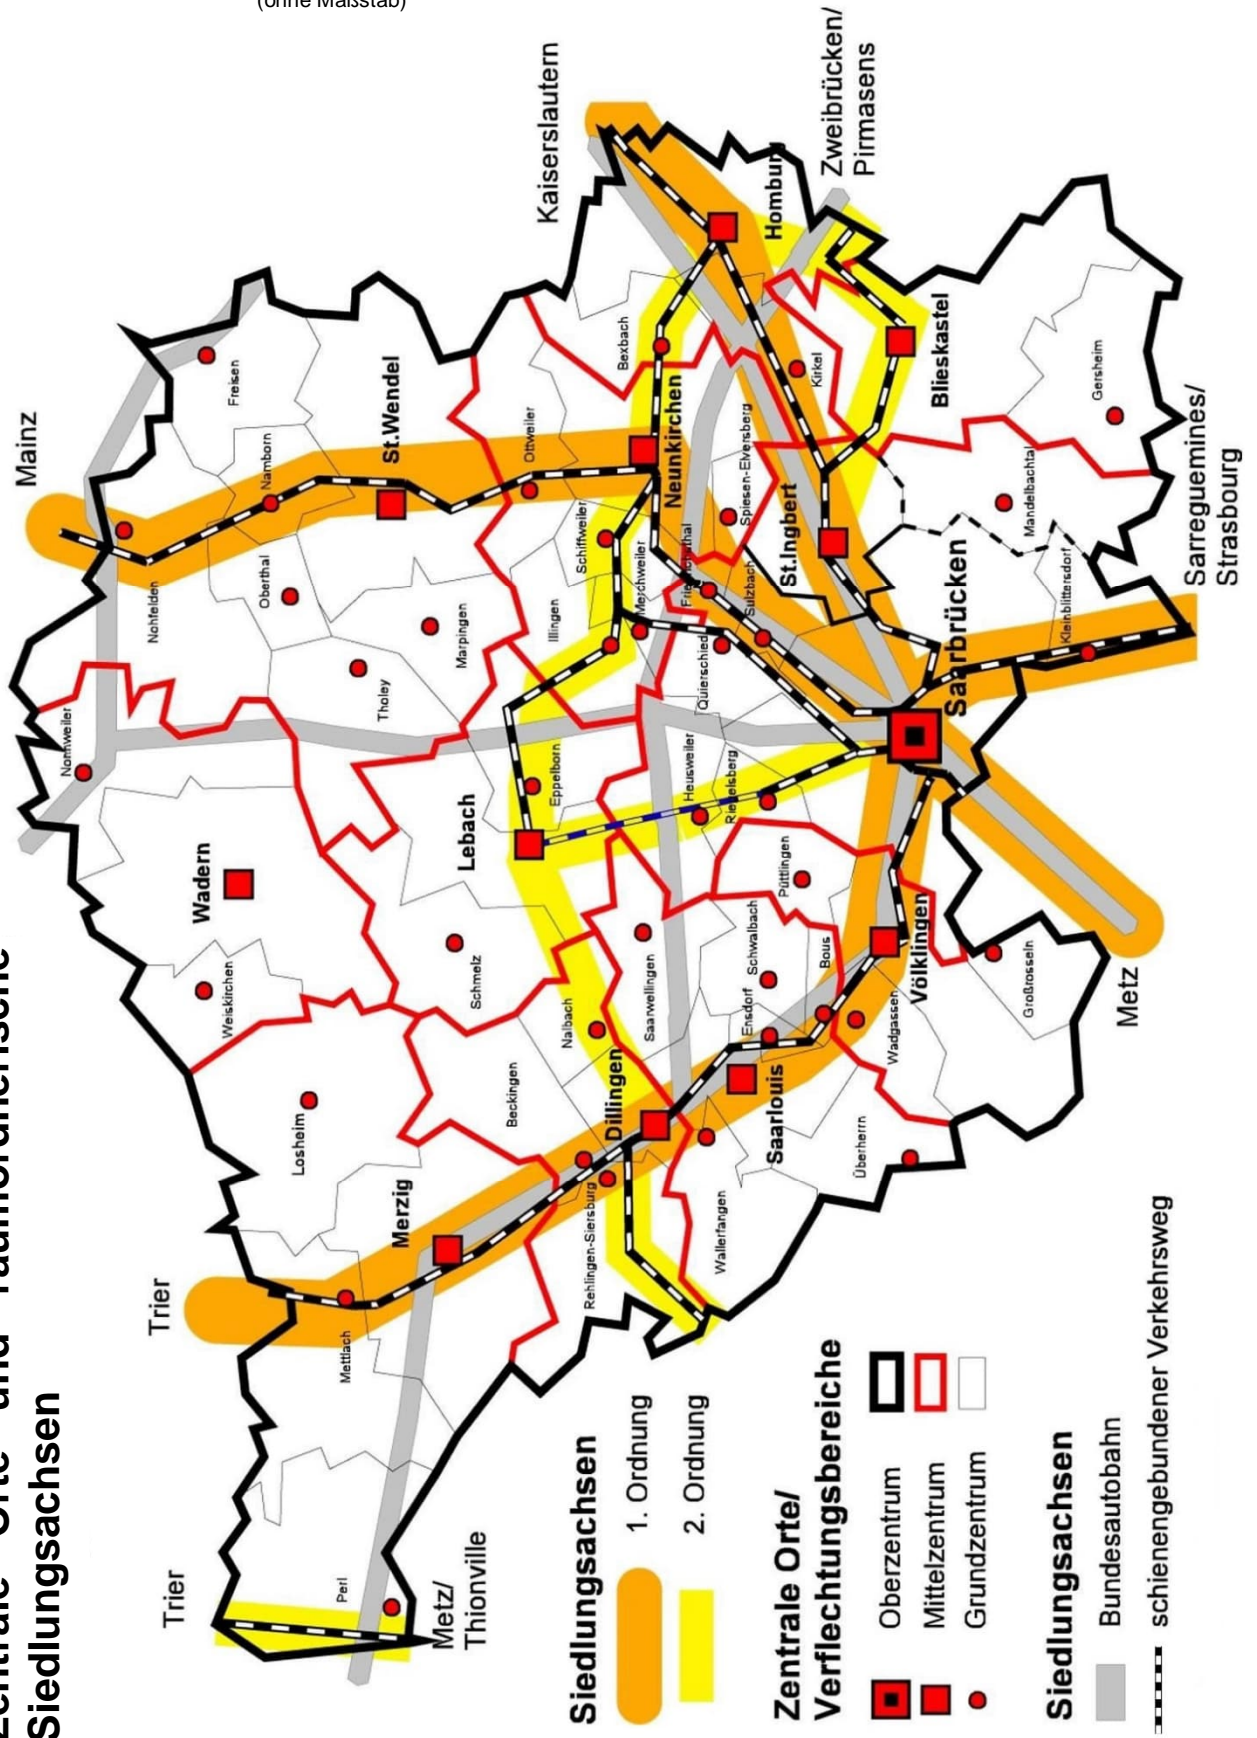 (ohne Maßstab)
Zentrale Orte und raumordnerische
Siedlungsachsen
Trier
Trier
Mainz
Kaiserslautern
Zweibrücken/
Pirmasens
Metz/
Thionville
Metz
Sarreguemines/
Strasbourg
Perl
Mettlach
Merzig
Losheim
Weiskirchen
Wadern
Nonnweiler
Nohfelden
Namborn
Freisen
Oberthal
St.Wendel
Tholey
Marpingen
Ottweiler
Lebach
Schmelz
Eppelborn
Illingen
Schiffweiler
Merchweiler
Bexbach
Neunkirchen
Spiesen-Elversberg
Homburg
Kirkel
Blieskastel
Gersheim
Mandelbachtal
St.Ingbert
Sulzbach
Quierschied
Heusweiler
Riegelsberg
Püttlingen
Saarbrücken
Kleinblittersdorf
Völklingen
Großrosseln
Beckingen
Nalbach
Saarwellingen
Schwalbach
Bous
Ensdorf
Wadgassen
Dillingen
Saarlouis
Überherrn
Rehlingen-Siersburg
Wallerfangen
Siedlungsachsen
1. Ordnung
2. Ordnung
Zentrale Orte/
Verflechtungsbereiche
Oberzentrum
Mittelzentrum
Grundzentrum
Siedlungsachsen
Bundesautobahn
schienengebundener Verkehrsweg